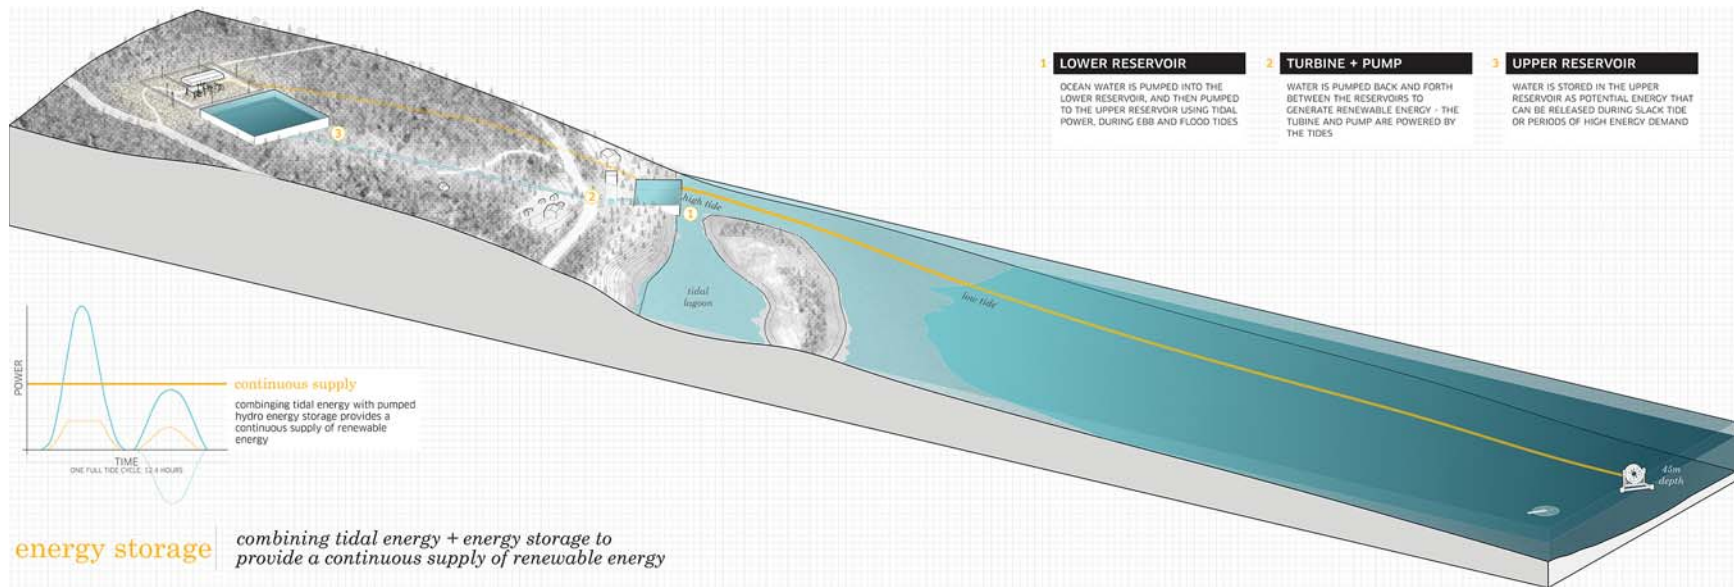 1 LOWER RESERVOIR
OCEAN WATER IS PUMPED INTO THE
LOWER RESERVOIR, AND THEN PUMPED
TO THE UPPER RESERVOIR USING TIDAL
POWER, DURING EBB AND FLOOD TIDES
2 TURBINE + PUMP
WATER IS PUMPED BACK AND FORTH
BETWEEN THE RESERVOIRS TO
GENERATE RENEWABLE ENERGY - THE
TUBINE AND PUMP ARE POWERED BY
THE TIDES
3 UPPER RESERVOIR
WATER IS STORED IN THE UPPER
RESERVOIR AS POTENTIAL ENERGY THAT
CAN BE RELEASED DURING SLACK TIDE
OR PERIODS OF HIGH ENERGY DEMAND
3
2
1
high tide
tidal
lagoon
low tide
45m
depth
POWER
continuous supply
combinging tidal energy with pumped
hydro energy storage provides a
continuous supply of renewable
energy
TIME
ONE FULL TIDE CYCLE, 12.4 HOURS
energy storage
combining tidal energy + energy storage to
provide a continuous supply of renewable energy